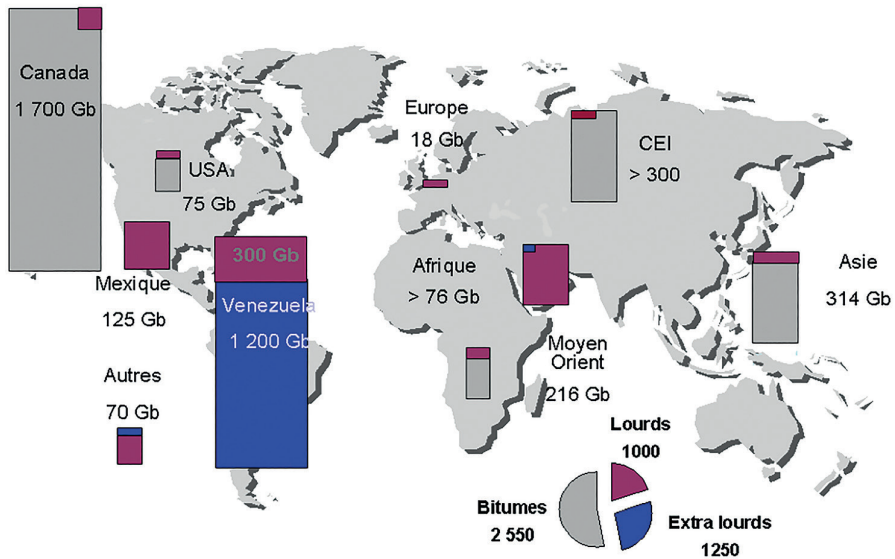 Canada
1 700 Gb
USA
75 Gb
Mexique
125 Gb
300 Gb
Venezuela
1 200 Gb
Autres
70 Gb
Europe
18 Gb
CEI
> 300
Afrique
> 76 Gb
Moyen
Orient
216 Gb
Asie
314 Gb
Lourds
1000
Bitumes
2 550
Extra lourds
1250